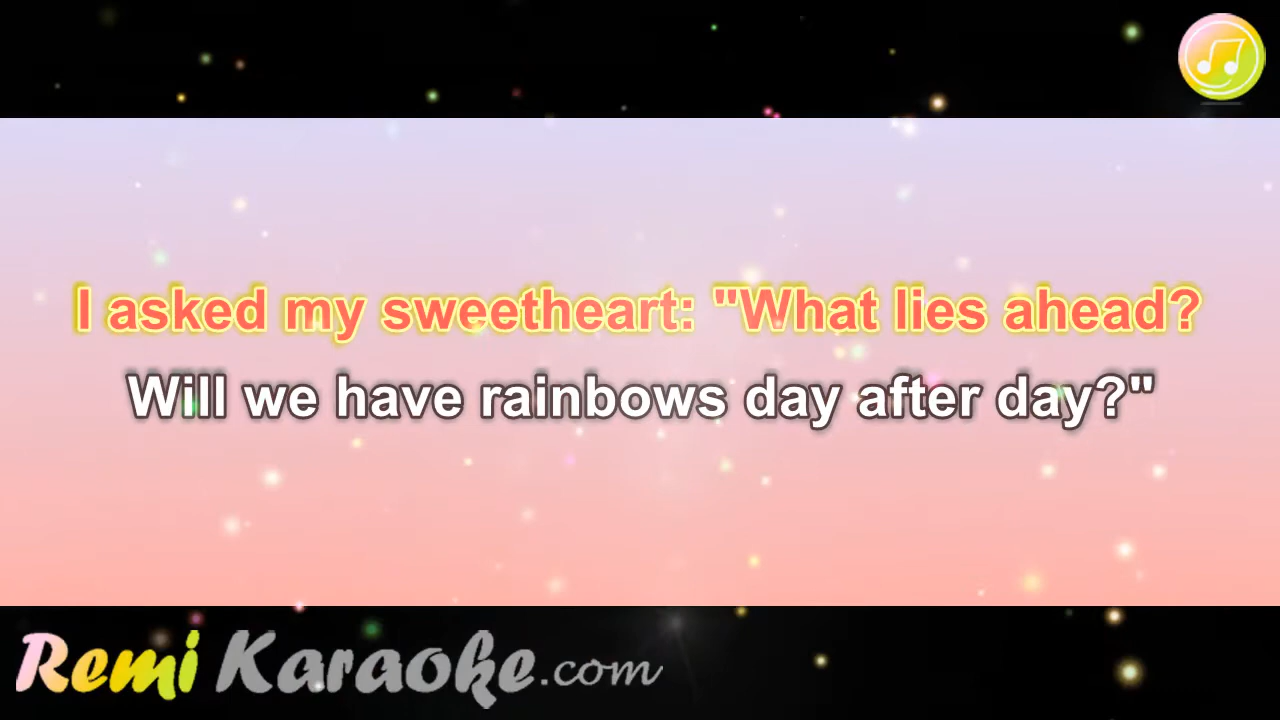 I asked my sweetheart: "What lies ahead?
Will we have rainbows day after day?"
Remi Karaoke.com